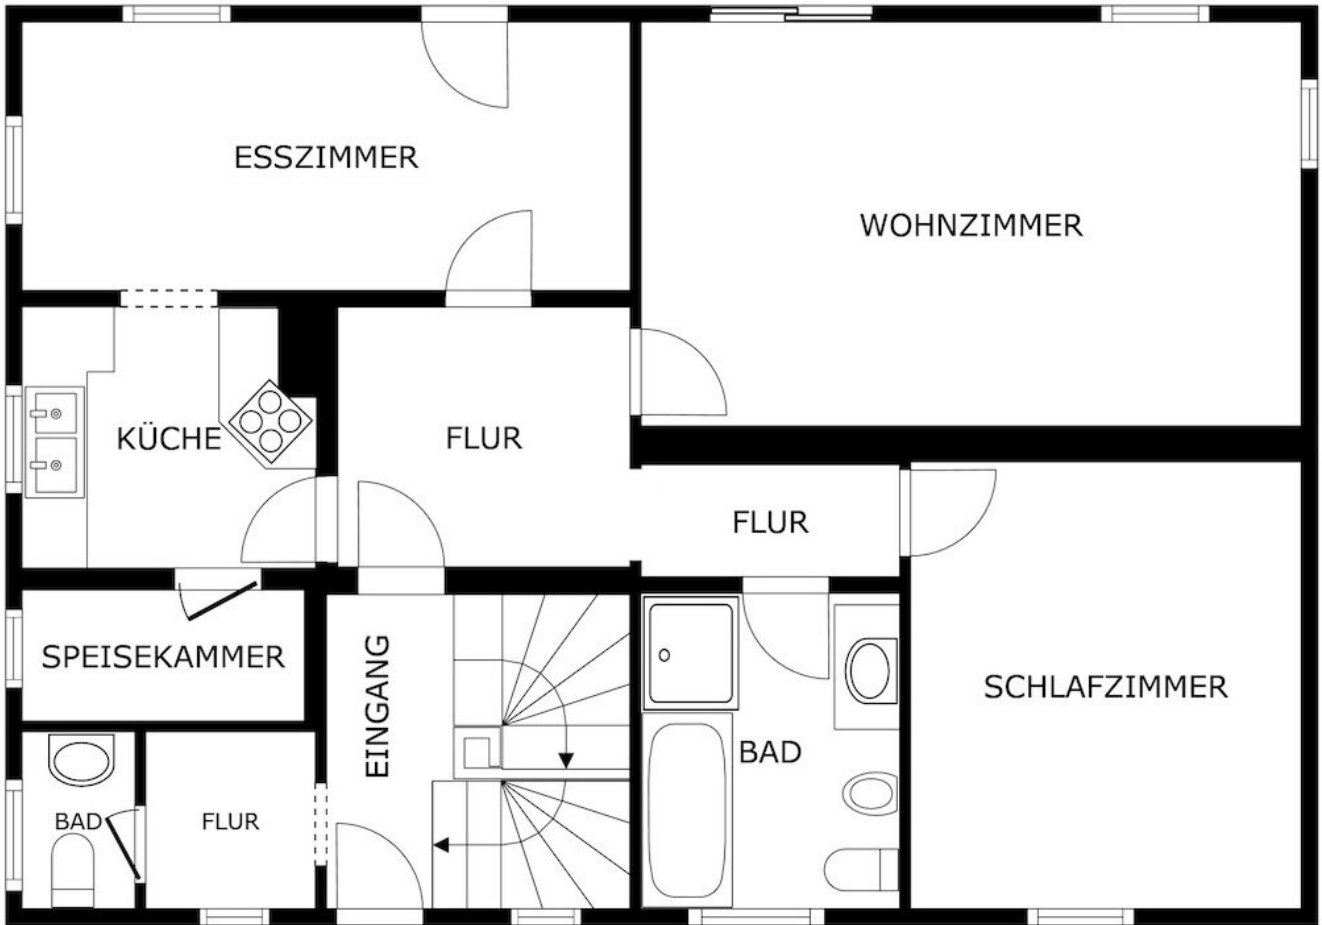 ESSZIMMER
WOHNZIMMER
KÜCHE
FLUR
FLUR
SPEISEKAMMER
EINGANG
SCHLAFZIMMER
BAD
BAD
FLUR